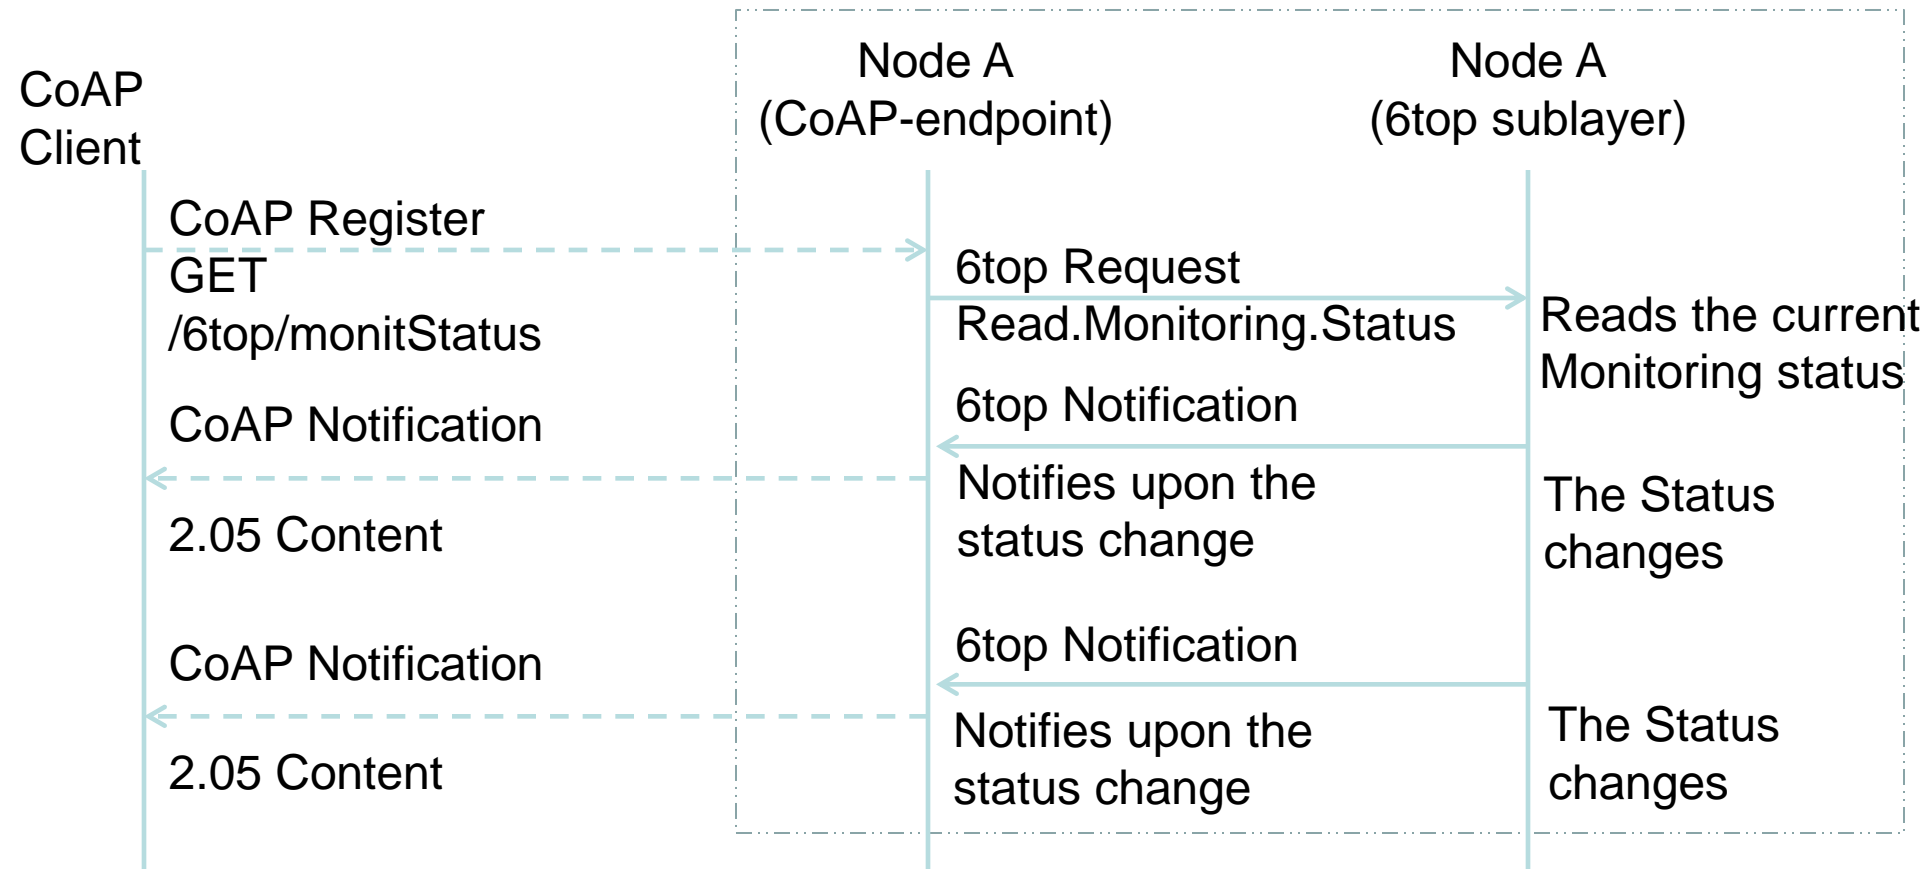 CoAP
Client
Node A
(CoAP-endpoint)
Node A
(6top sublayer)
CoAP Register
GET
/6top/monitStatus
6top Request
Read.Monitoring.Status
Reads the current
Monitoring status
6top Notification
CoAP Notification
Notifies upon the
status change
The Status
changes
2.05 Content
6top Notification
CoAP Notification
Notifies upon the
status change
The Status
changes
2.05 Content